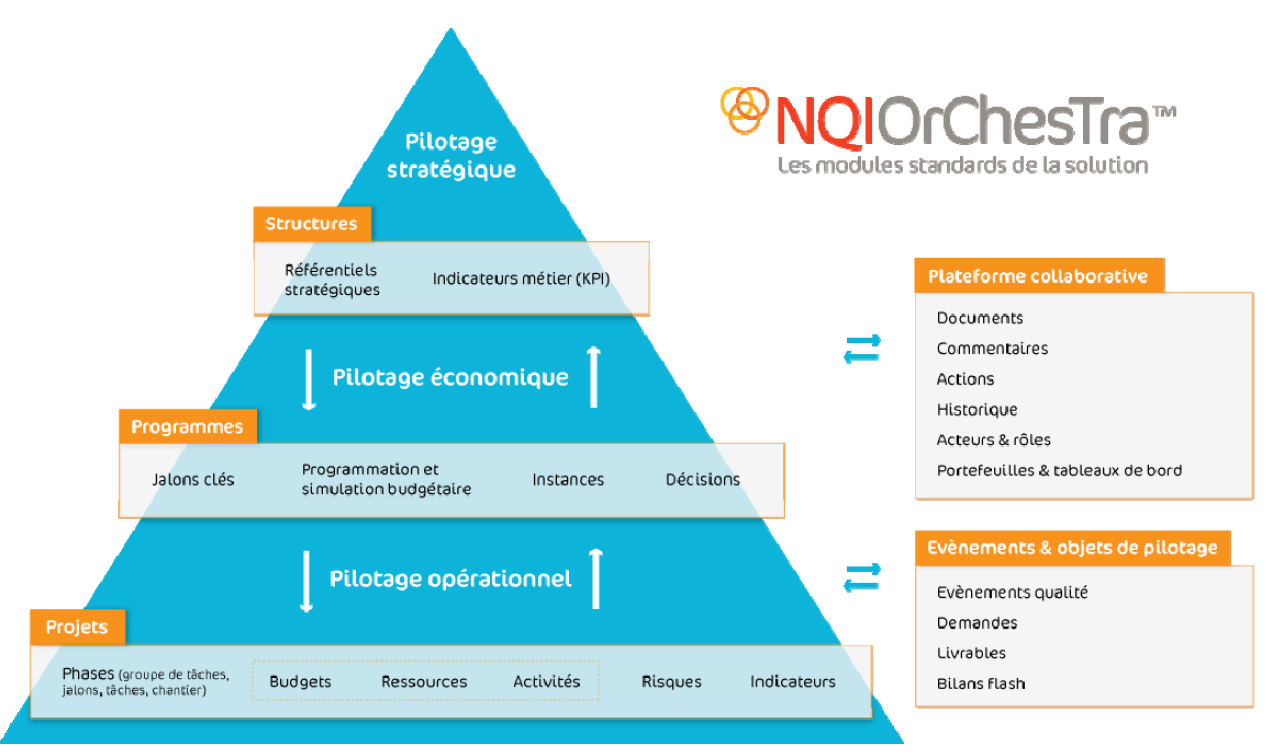 Pilotage
stratégique
NQIOrChesTra™
Les modules standards de la solution
Structures
Référentiels
stratégiques
Indicateurs métier (KPI)
Pilotage économique
Programmes
Jalons clés
Programmation et
simulation budgétaire
Instances
Décisions
Pilotage opérationnel
Projets
Phases (groupe de tâches,
jalons, tâches, chantier)
Budgets
Ressources
Activités
Risques
Indicateurs
Plateforme collaborative
Documents
Commentaires
Actions
Historique
Acteurs & rôles
Portefeuilles & tableaux de bord
Evènements & objets de pilotage
Evènements qualité
Demandes
Livrables
Bilans flash